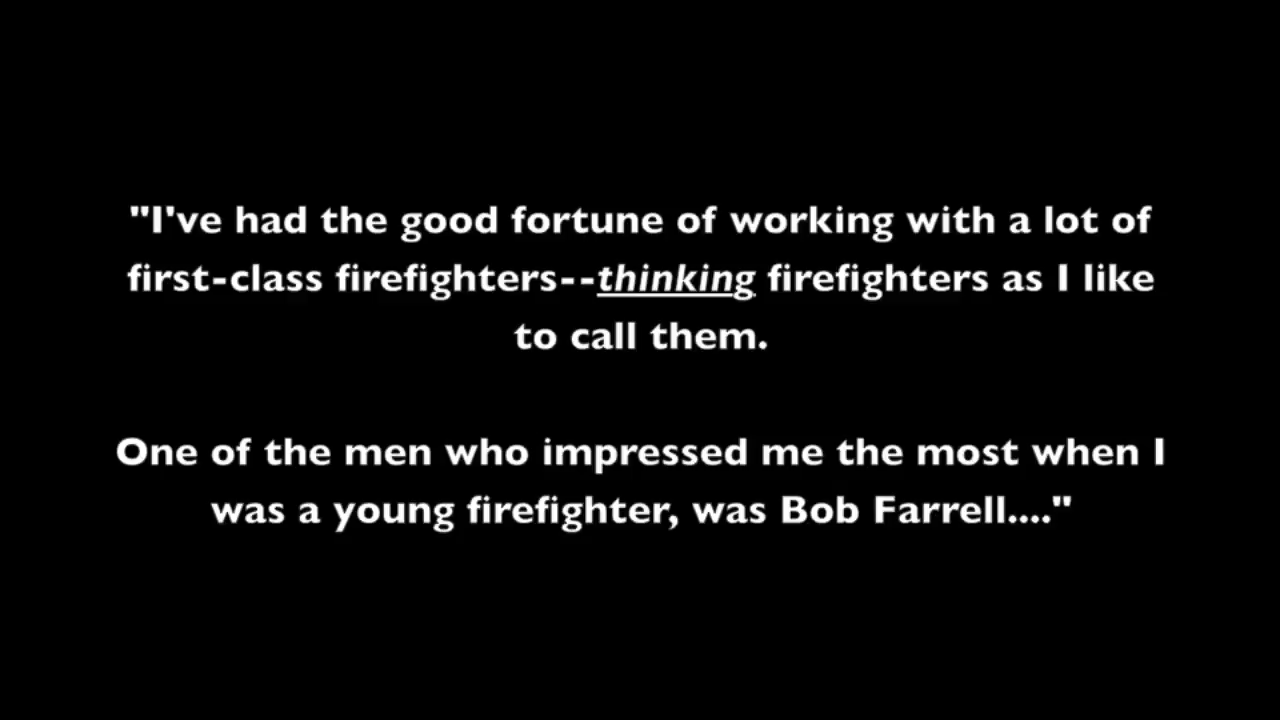 "I've had the good fortune of working with a lot of
first-class firefighters--thinking firefighters as I like
to call them.
One of the men who impressed me the most when I
was a young firefighter, was Bob Farrell...."